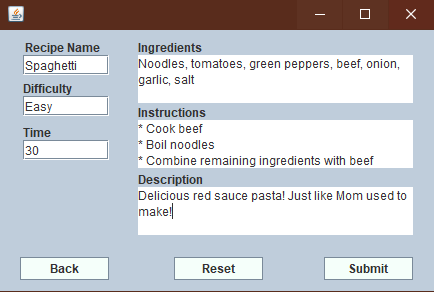 Recipe Name
Spaghetti
Difficulty
Easy
Time
30
Ingredients
Noodles, tomatoes, green peppers, beef, onion,
garlic, salt
Instructions
* Cook beef
* Boil noodles
* Combine remaining ingredients with beef
Description
Delicious red sauce pasta! Just like Mom used to
make!
Back
Reset
Submit